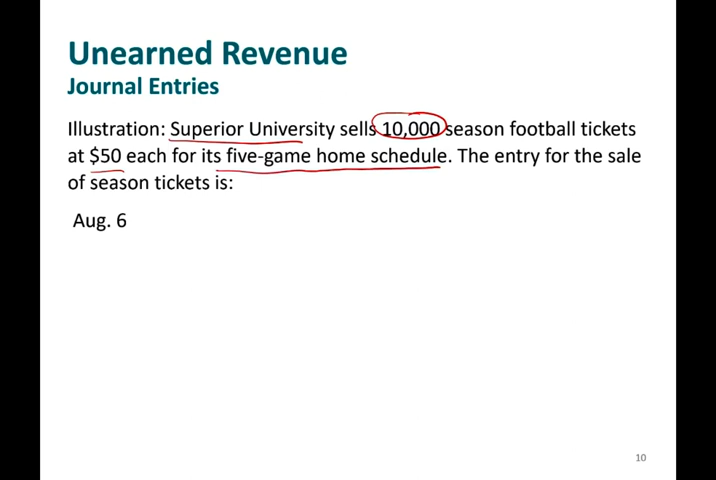 Unearned Revenue
Journal Entries
Illustration: Superior University sells 10,000 season football tickets
at $50 each for its five-game home schedule. The entry for the sale
of season tickets is:
Aug. 6
10